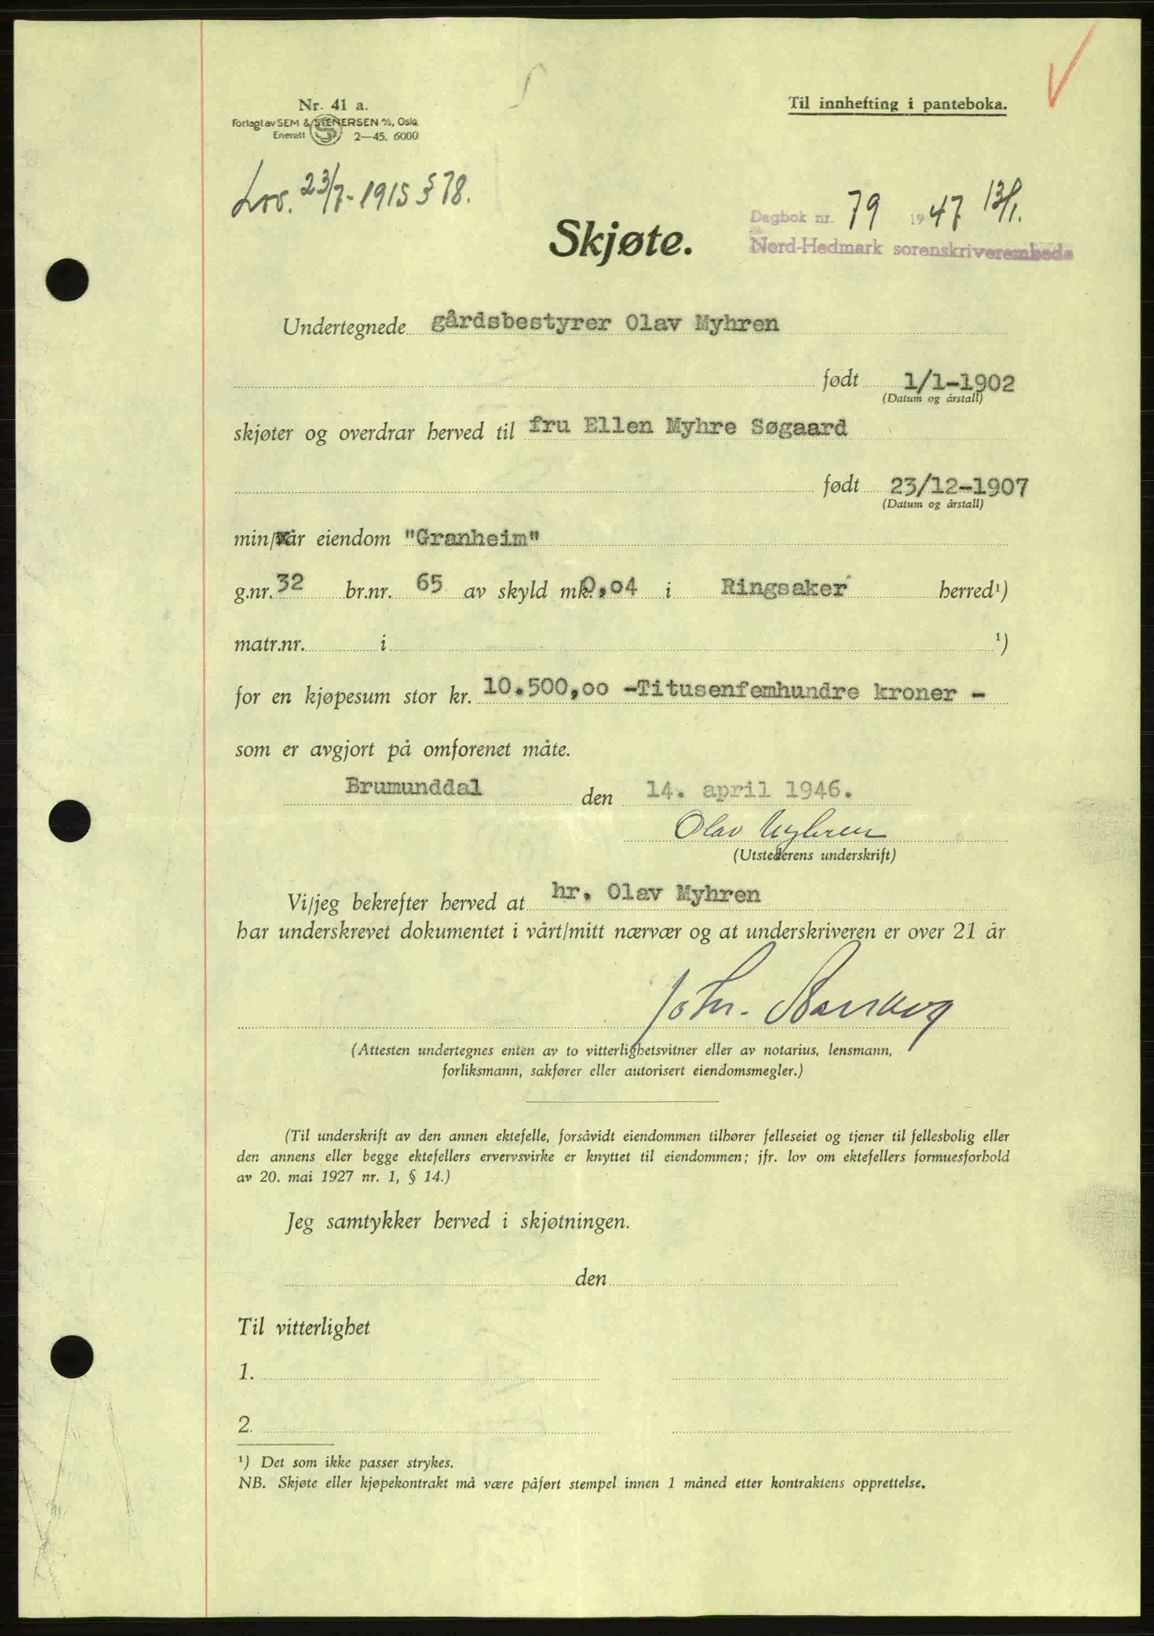 Nr. 41 a.
Forlagt av SEM & STENERSEN A/S, Oslo
Enerett 2—45. 6000
Til innhefting i panteboka.
Lov. 23/7-1915 § 78.
Skjøte.
Dagbok nr. 79 1947 13/1.
Nord-Hedmark sorenskriverembede
Undertegnede gårdsbestyrer Olav Myhren
født 1/1-1902
(Datum og årstall)
skjøter og overdrar herved til fru Ellen Myhre Søgaard
født 23/12-1907
(Datum og årstall)
min/vår eiendom "Granheim"
g.nr. 32 br.nr. 65 av skyld mk. 0,04 i Ringsaker herred¹)
matr.nr. i ¹)
for en kjøpesum stor kr. 10.500,00 -Titusenfemhundre kroner -
som er avgjort på omforenet måte.
Brumunddal den 14. april 1946.
Olav Myhren
(Utstederens underskrift)
Vi/jeg bekrefter herved at hr. Olav Myhren
har underskrevet dokumentet i vårt/mitt nærvær og at underskriveren er over 21 år
(Attesten undertegnes enten av to vitterlighetsvitner eller av notarius, lensmann,
forliksmann, sakfører eller autorisert eiendomsmegler.)
(Til underskrift av den annen ektefelle, forsåvidt eiendommen tilhører felleseiet og tjener til fellesbolig eller
den annens eller begge ektefellers ervervsvirke er knyttet til eiendommen; jfr. lov om ektefellers formuesforhold
av 20. mai 1927 nr. 1, § 14.)
Jeg samtykker herved i skjøtningen.
den
Til vitterlighet
1.
2.
¹) Det som ikke passer strykes.
NB. Skjøte eller kjøpekontrakt må være påført stempel innen 1 måned etter kontraktens opprettelse.